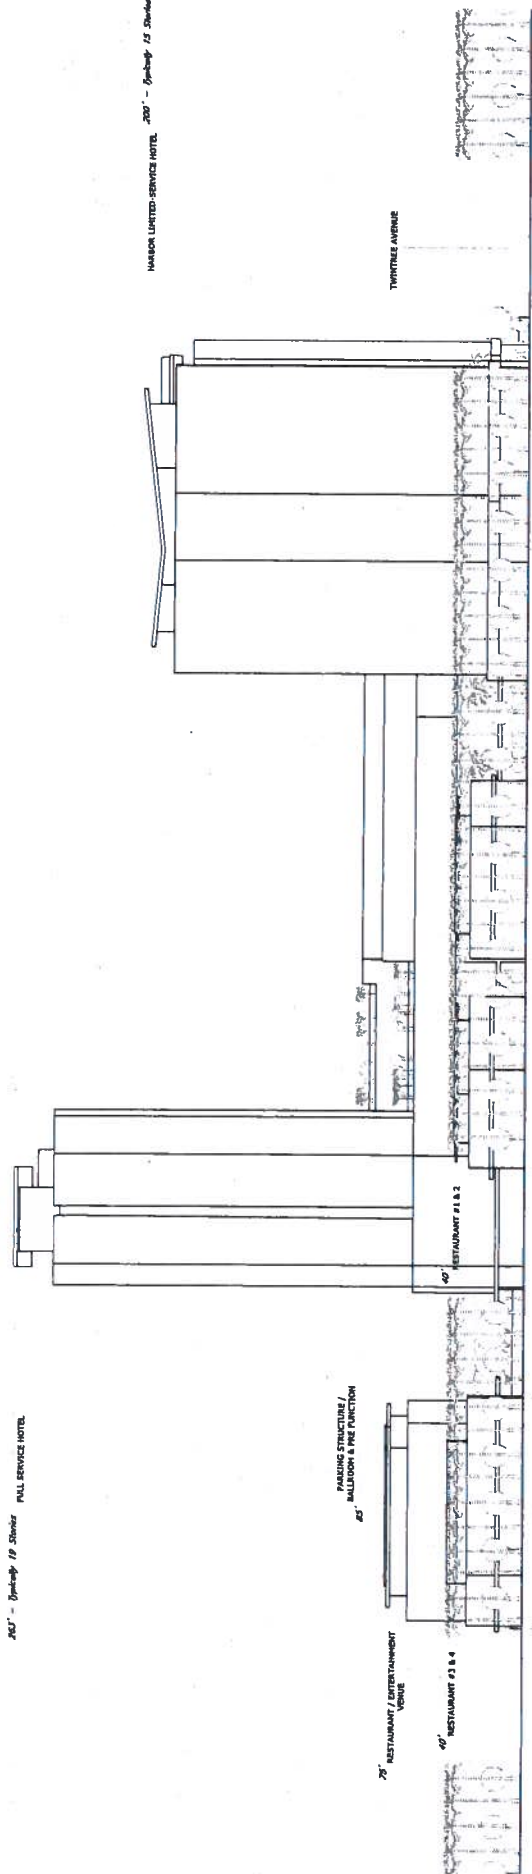 263' - Typically 19 Stories FULL SERVICE HOTEL
75' RESTAURANT / ENTERTAINMENT
VENUE
40'
RESTAURANT #3 & 4
PARKING STRUCTURE /
BALLROOM & PRE FUNCTION
85'
40'
RESTAURANT #1 & 2
HARBOR LIMITED-SERVICE HOTEL 200' - Typically 15 Stories
TWINTREE AVENUE